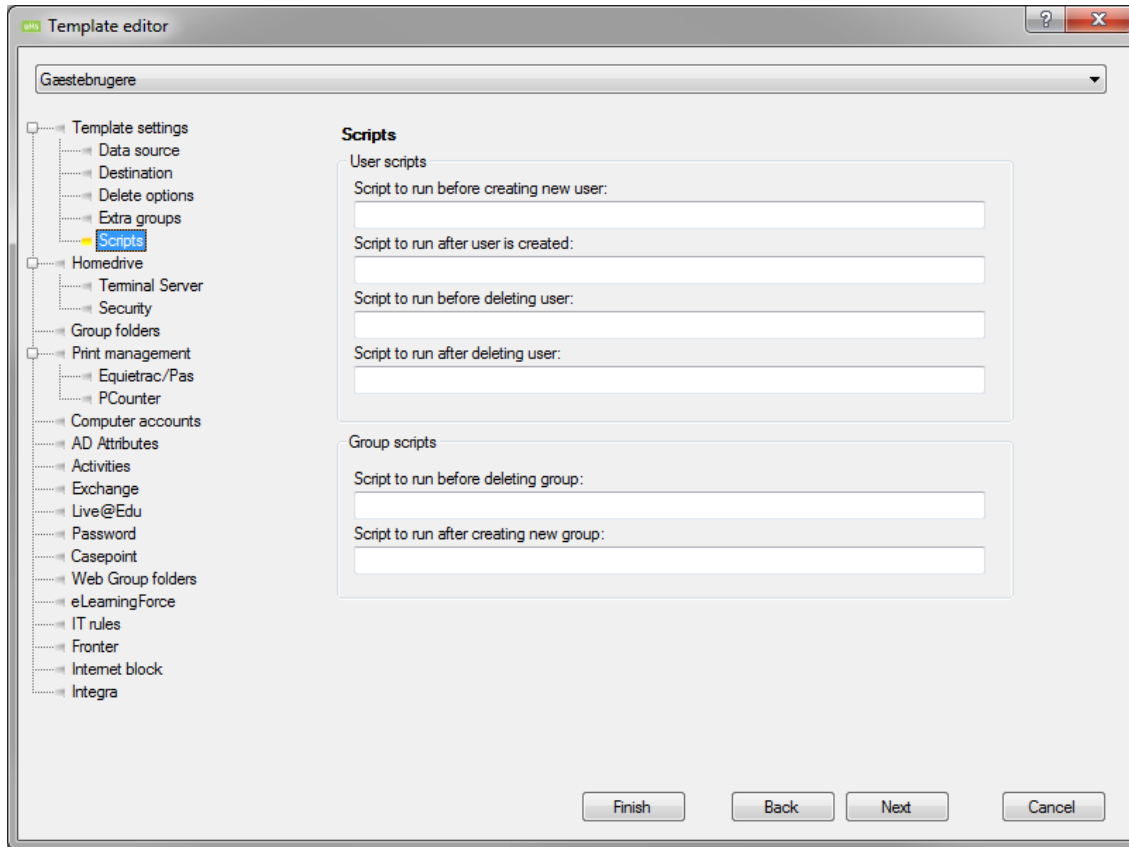 Template editor
Gæstebrugere
Template settings
Data source
Destination
Delete options
Extra groups
Scripts
Homedrive
Terminal Server
Security
Group folders
Print management
Equietrac/Pas
PCounter
Computer accounts
AD Attributes
Activities
Exchange
Live@Edu
Password
Casepoint
Web Group folders
eLearningForce
IT rules
Fronter
Internet block
Integra
Scripts
User scripts
Script to run before creating new user:
Script to run after user is created:
Script to run before deleting user:
Script to run after deleting user:
Group scripts
Script to run before deleting group:
Script to run after creating new group:
Finish Back Next Cancel